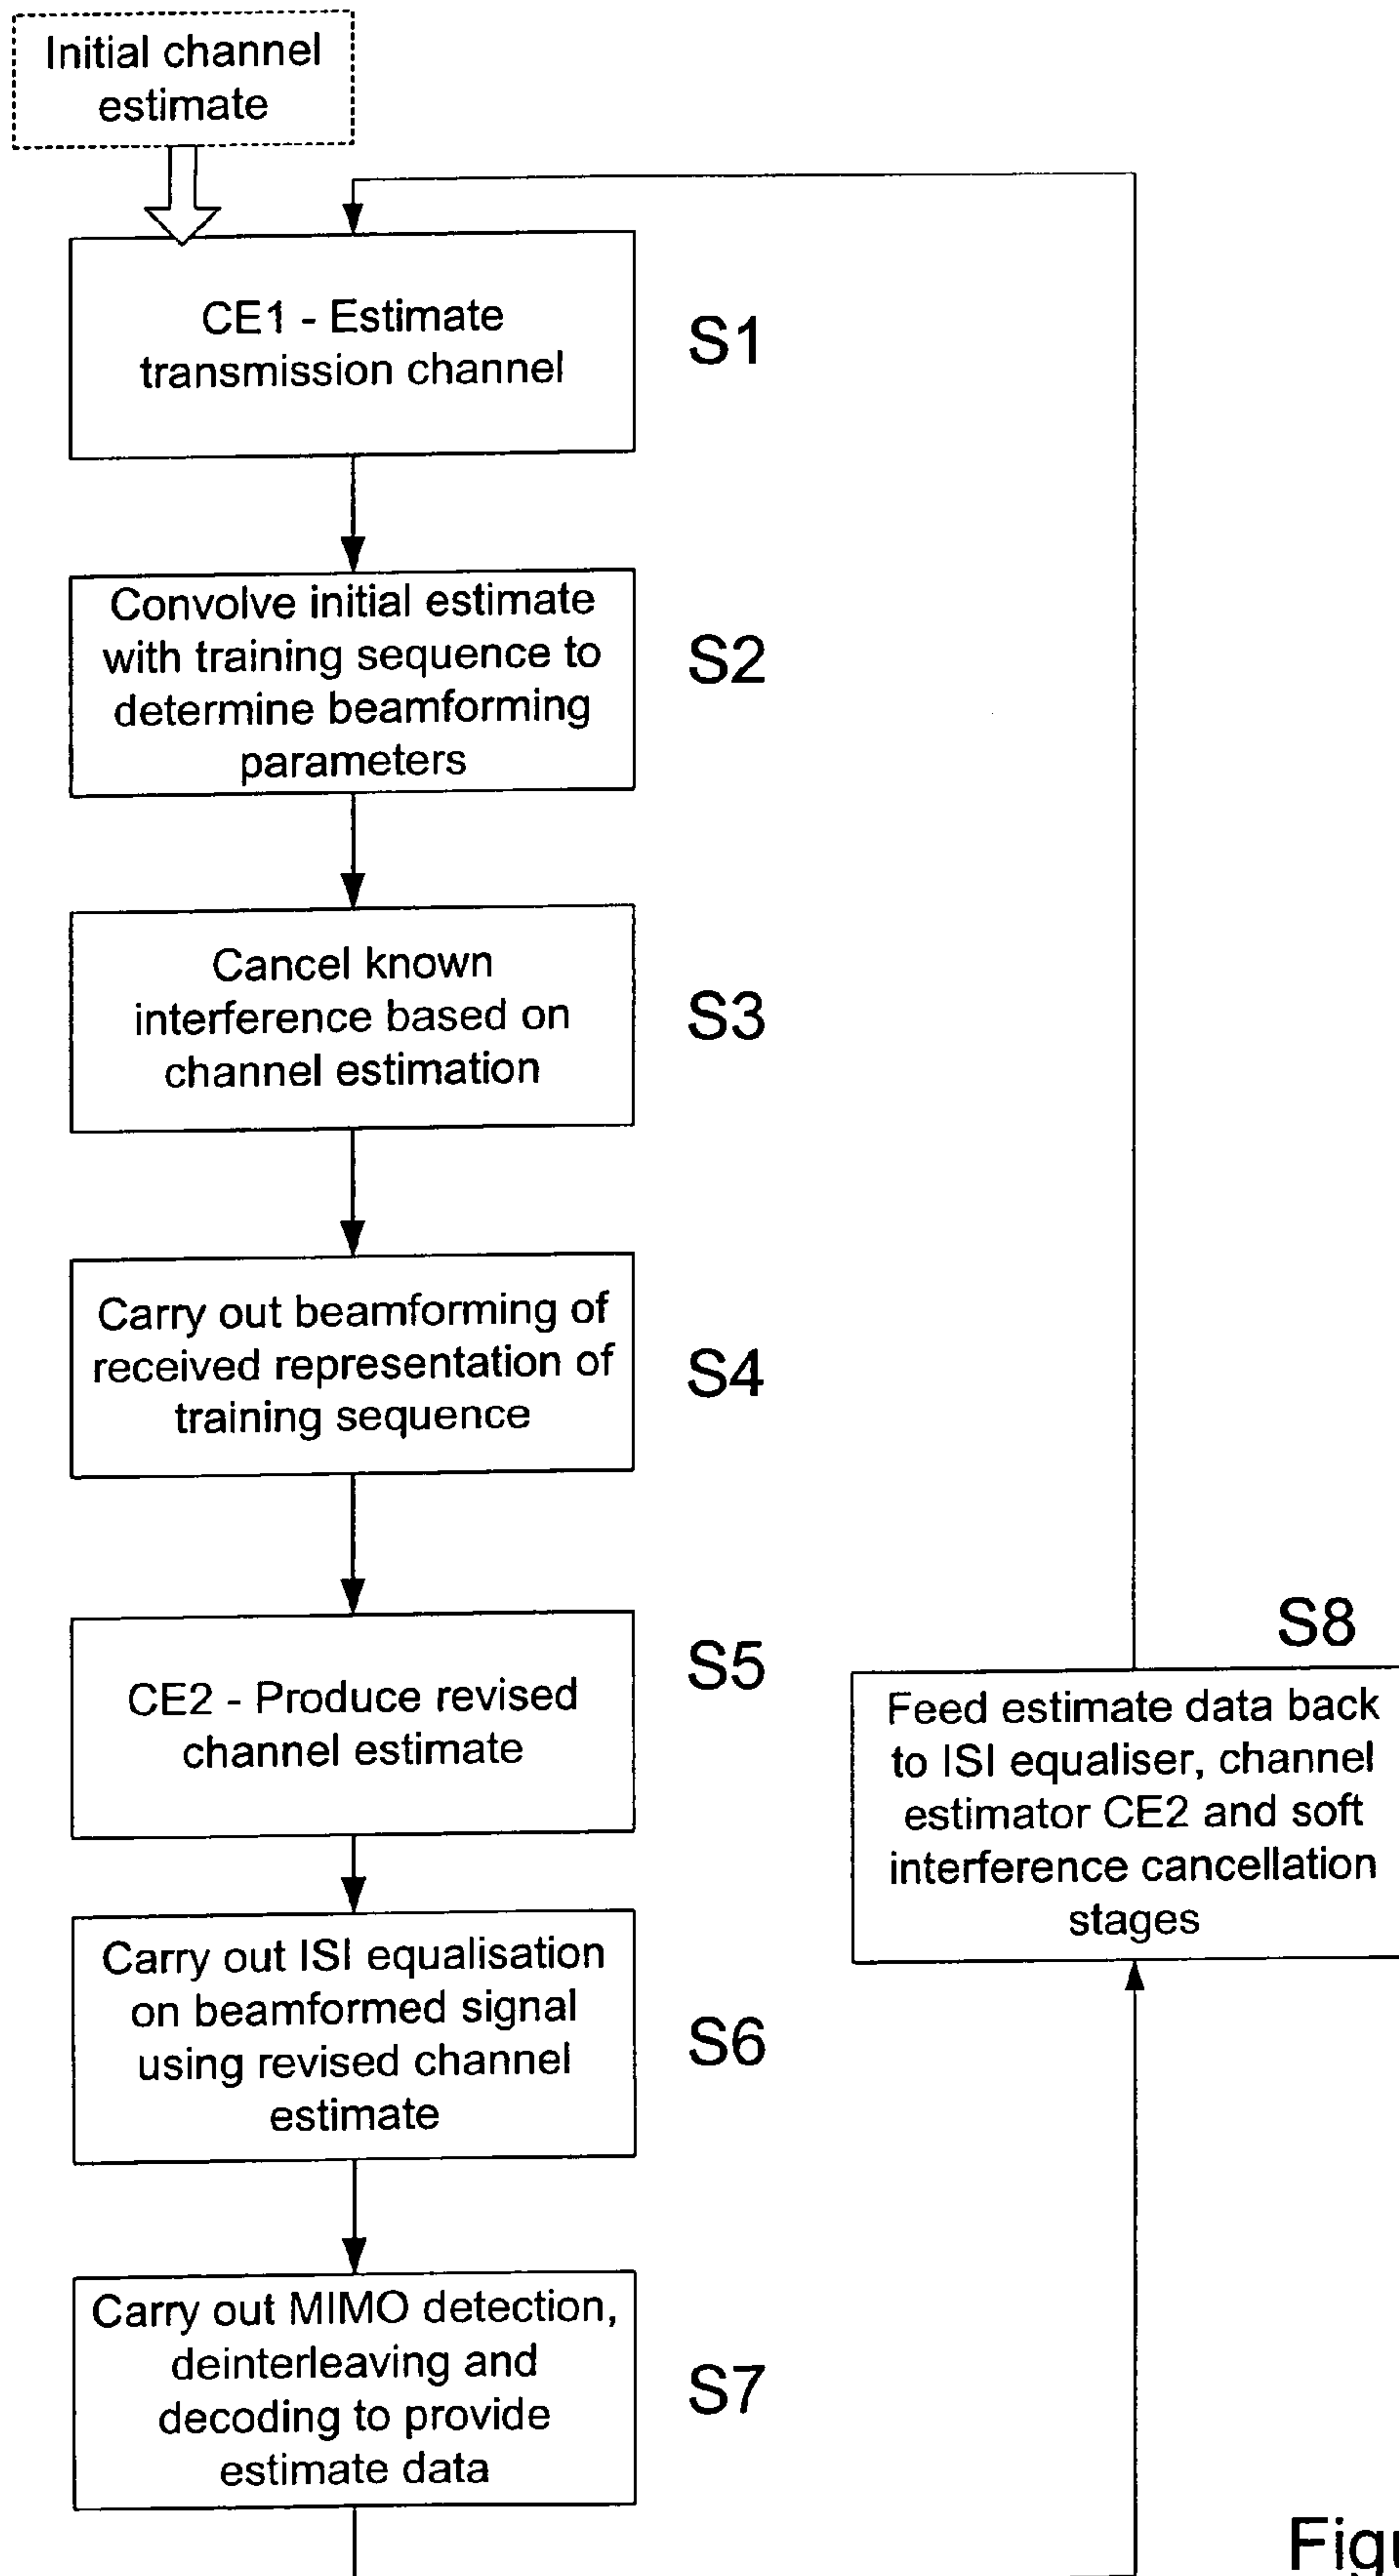 Initial channel
estimate
CE1 - Estimate
transmission channel
S1
Convolve initial estimate
with training sequence to
determine beamforming
parameters
S2
Cancel known
interference based on
channel estimation
S3
Carry out beamforming of
received representation of
training sequence
S4
CE2 - Produce revised
channel estimate
S5
S8
Feed estimate data back
to ISI equaliser, channel
estimator CE2 and soft
interference cancellation
stages
Carry out ISI equalisation
on beamformed signal
using revised channel
estimate
S6
Carry out MIMO detection,
deinterleaving and
decoding to provide
estimate data
S7